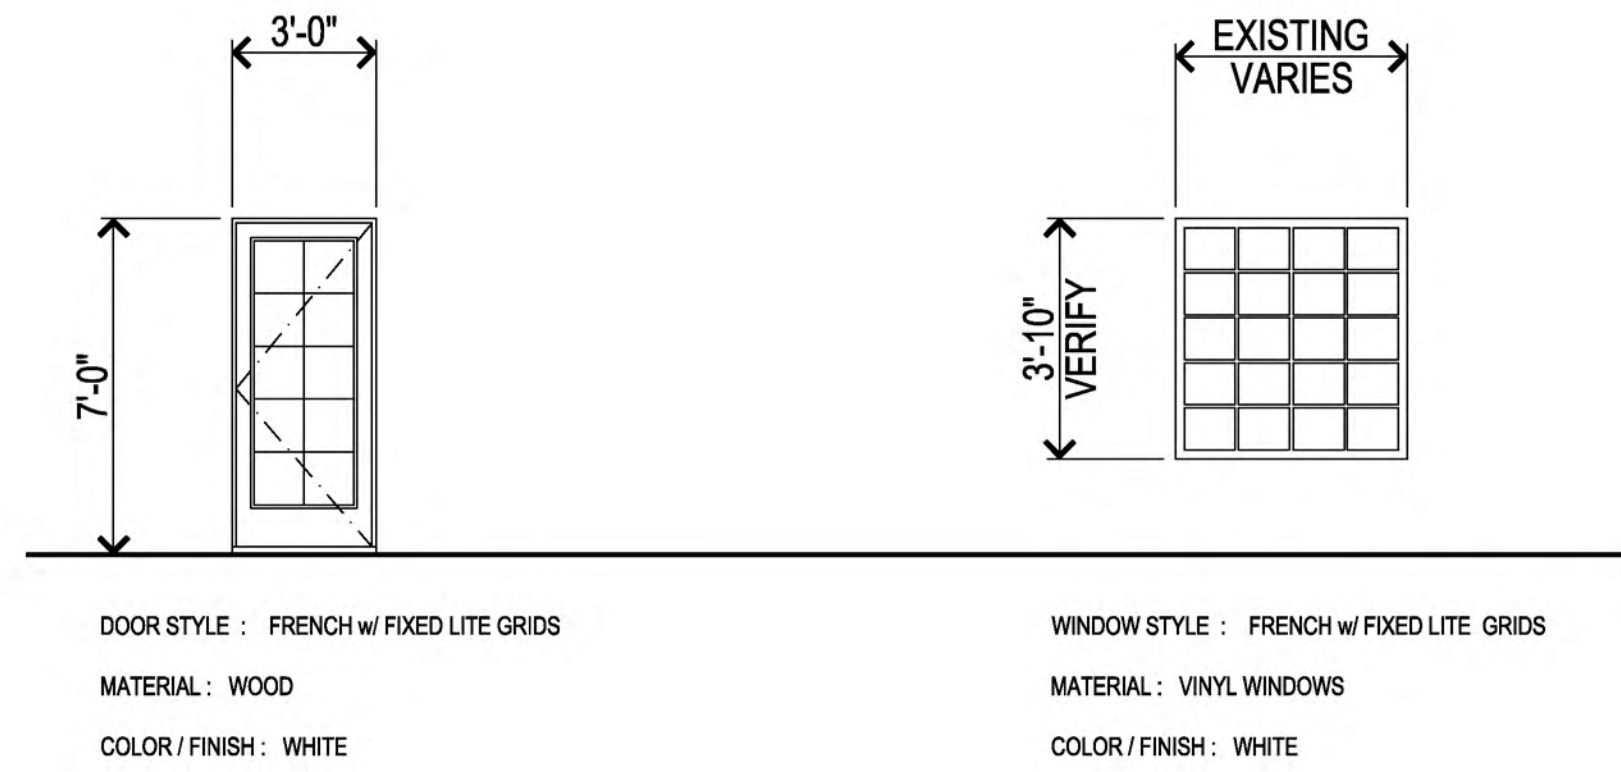 3'-0"
7'-0"
DOOR STYLE : FRENCH w/ FIXED LITE GRIDS
MATERIAL : WOOD
COLOR / FINISH : WHITE
EXISTING
VARIES
3'-10"
VERIFY
WINDOW STYLE : FRENCH w/ FIXED LITE GRIDS
MATERIAL : VINYL WINDOWS
COLOR / FINISH : WHITE